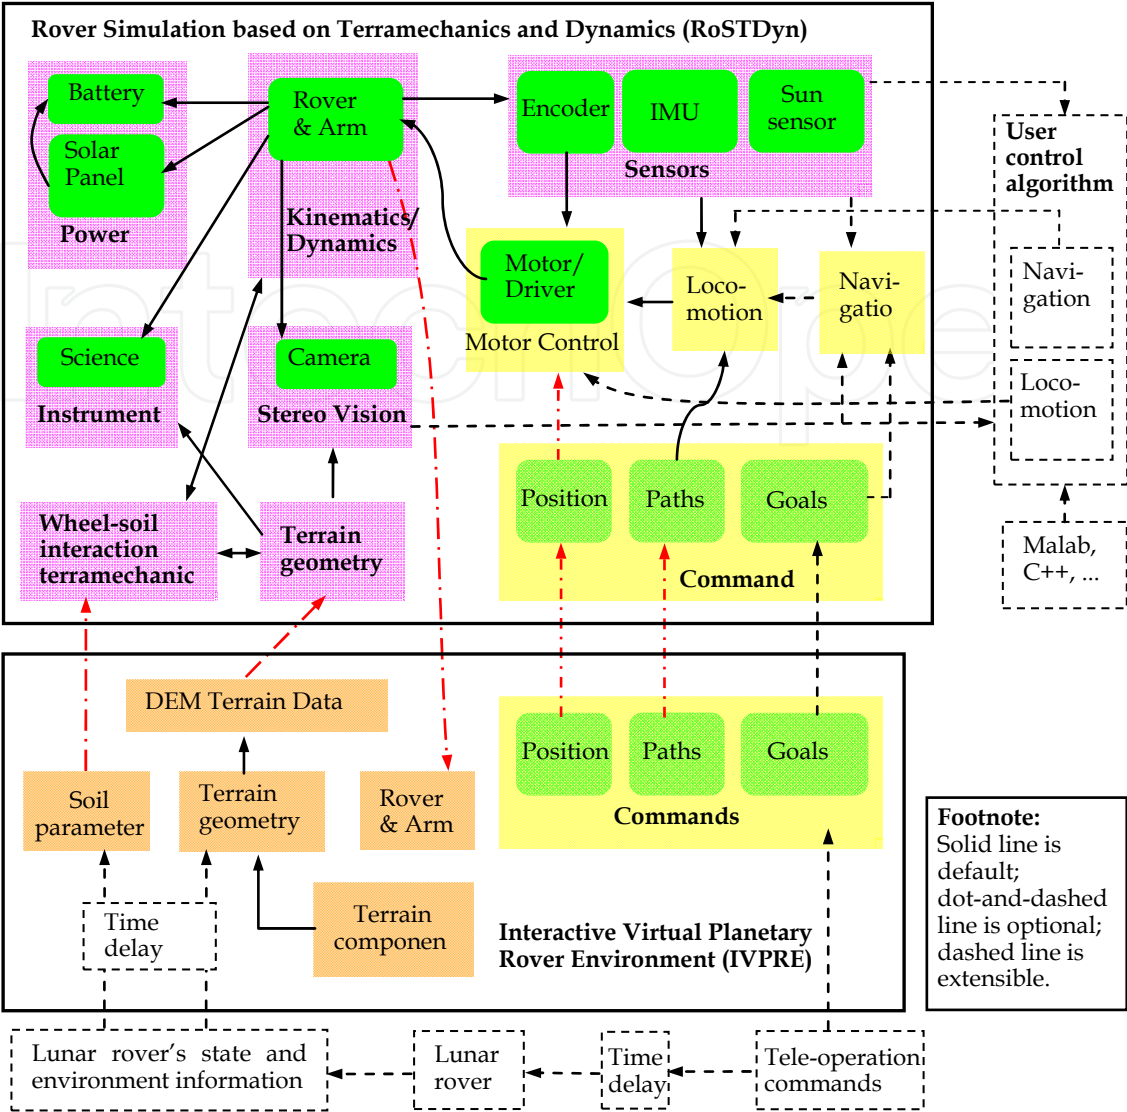 Rover Simulation based on Terramechanics and Dynamics (RoSTDyn)
Battery
Solar
Panel
Power
Rover
& Arm
Kinematics/
Dynamics
Encoder
IMU
Sun
sensor
Sensors
User
control
algorithm
Navi-
gation
Loco-
motion
Motor/
Driver
Motor Control
Loco-
motion
Navi-
gatio
Science
Instrument
Camera
Stereo Vision
Wheel-soil
interaction
terramechanic
Terrain
geometry
Position
Paths
Goals
Command
Malab,
C++, ...
DEM Terrain Data
Soil
parameter
Terrain
geometry
Rover
& Arm
Position
Paths
Goals
Commands
Time
delay
Terrain
componen
Interactive Virtual Planetary
Rover Environment (IVPRE)
Footnote:
Solid line is
default;
dot-and-dashed
line is optional;
dashed line is
extensible.
Lunar rover's state and
environment information
Lunar
rover
Time
delay
Tele-operation
commands